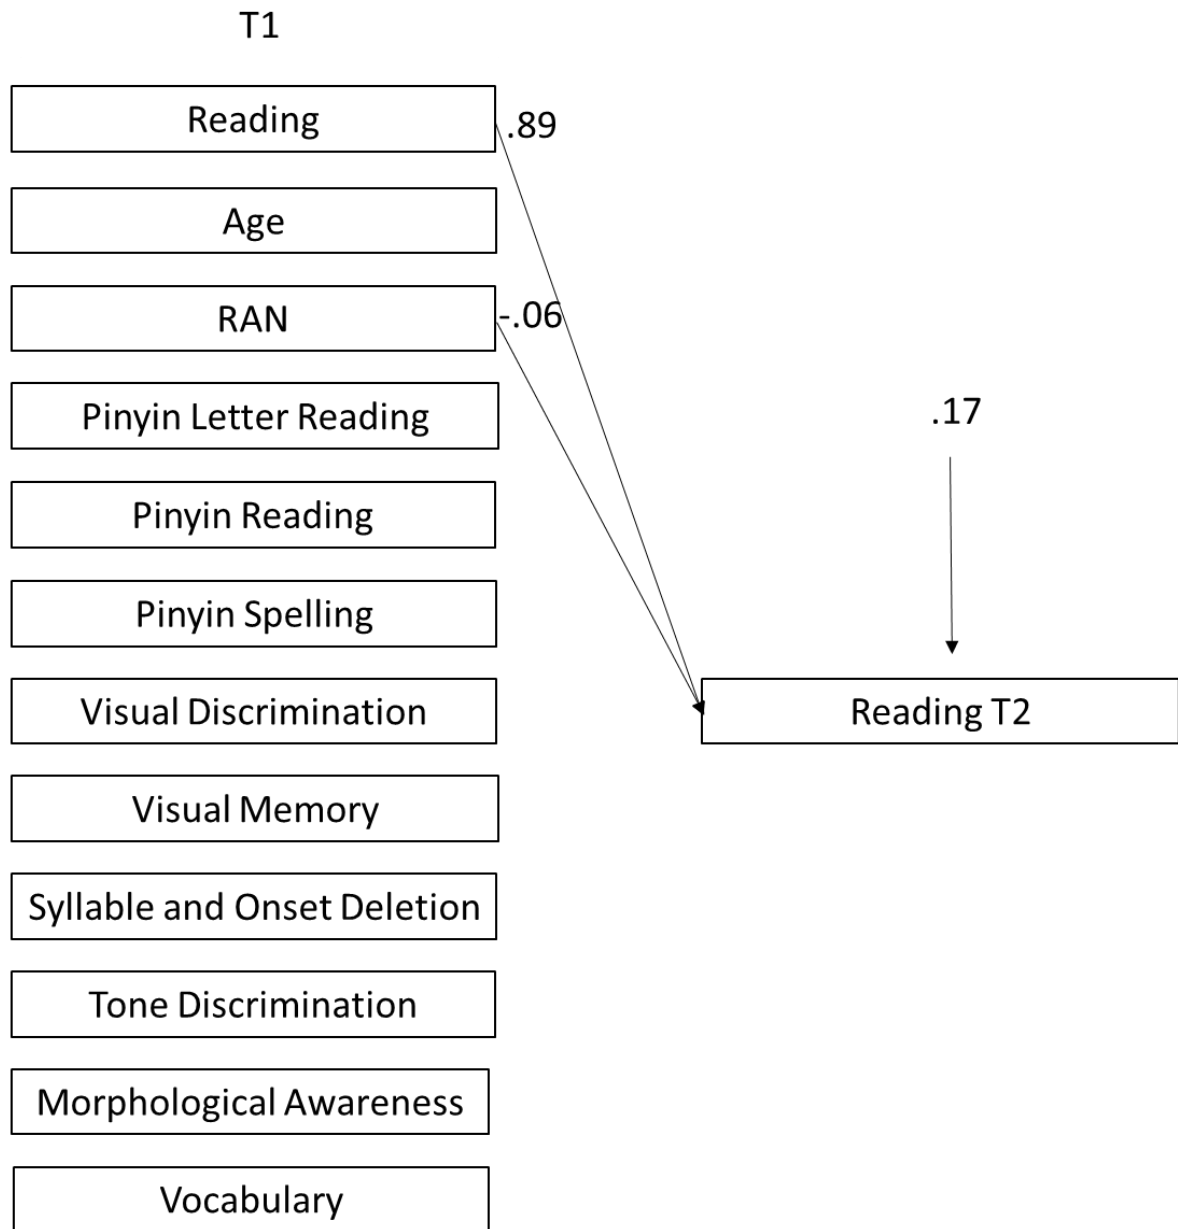 T1
Reading
.89
Age
RAN
-.06
Pinyin Letter Reading
.17
Pinyin Reading
Pinyin Spelling
Visual Discrimination
Reading T2
Visual Memory
Syllable and Onset Deletion
Tone Discrimination
Morphological Awareness
Vocabulary